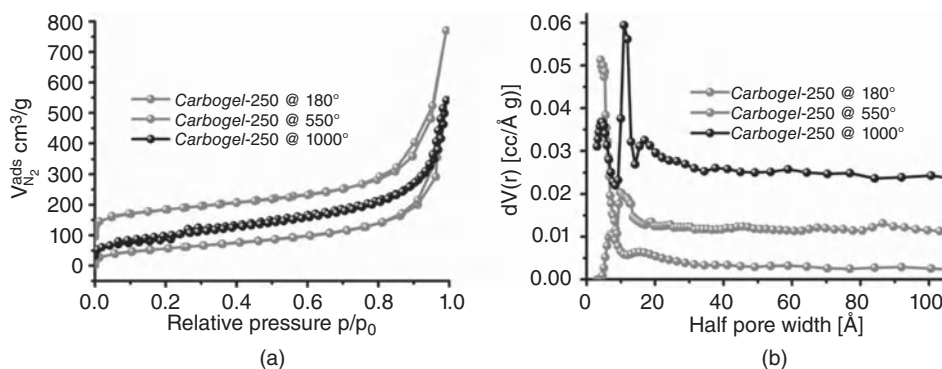 800
700
600
500
400
300
200
100
0
V_{N_2}^{ads} cm³/g
Carbogel-250 @ 180°
Carbogel-250 @ 550°
Carbogel-250 @ 1000°
0.0 0.2 0.4 0.6 0.8 1.0
Relative pressure p/p₀
(a)
0.06
0.05
0.04
0.03
0.02
0.01
0.00
dV(r) [cc/Å g)]
Carbogel-250 @ 180°
Carbogel-250 @ 550°
Carbogel-250 @ 1000°
0 20 40 60 80 100
Half pore width [Å]
(b)